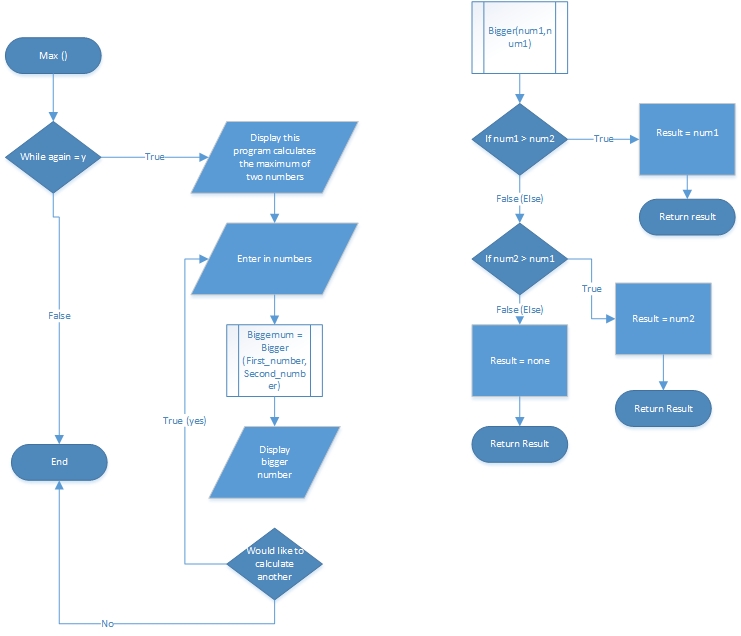 Max ()
While again = y
True
Display this
program calculates
the maximum of
two numbers
Enter in numbers
Biggernum =
Bigger
(First_number,
Second_numb
er)
True (yes)
Display
bigger
number
Would like to
calculate
another
No
False
End
Bigger(num1,n
um1)
If num1 > num2
True
Result = num1
Return result
False (Else)
If num2 > num1
True
Result = num2
Return Result
False (Else)
Result = none
Return Result